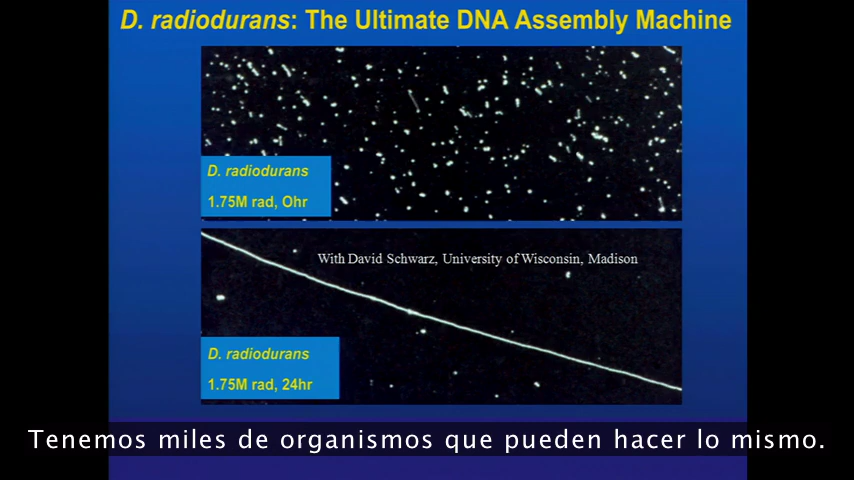 D. radiodurans: The Ultimate DNA Assembly Machine
D. radiodurans
1.75M rad, Ohr
With David Schwarz, University of Wisconsin, Madison
D. radiodurans
1.75M rad, 24hr
Tenemos miles de organismos que pueden hacer lo mismo.